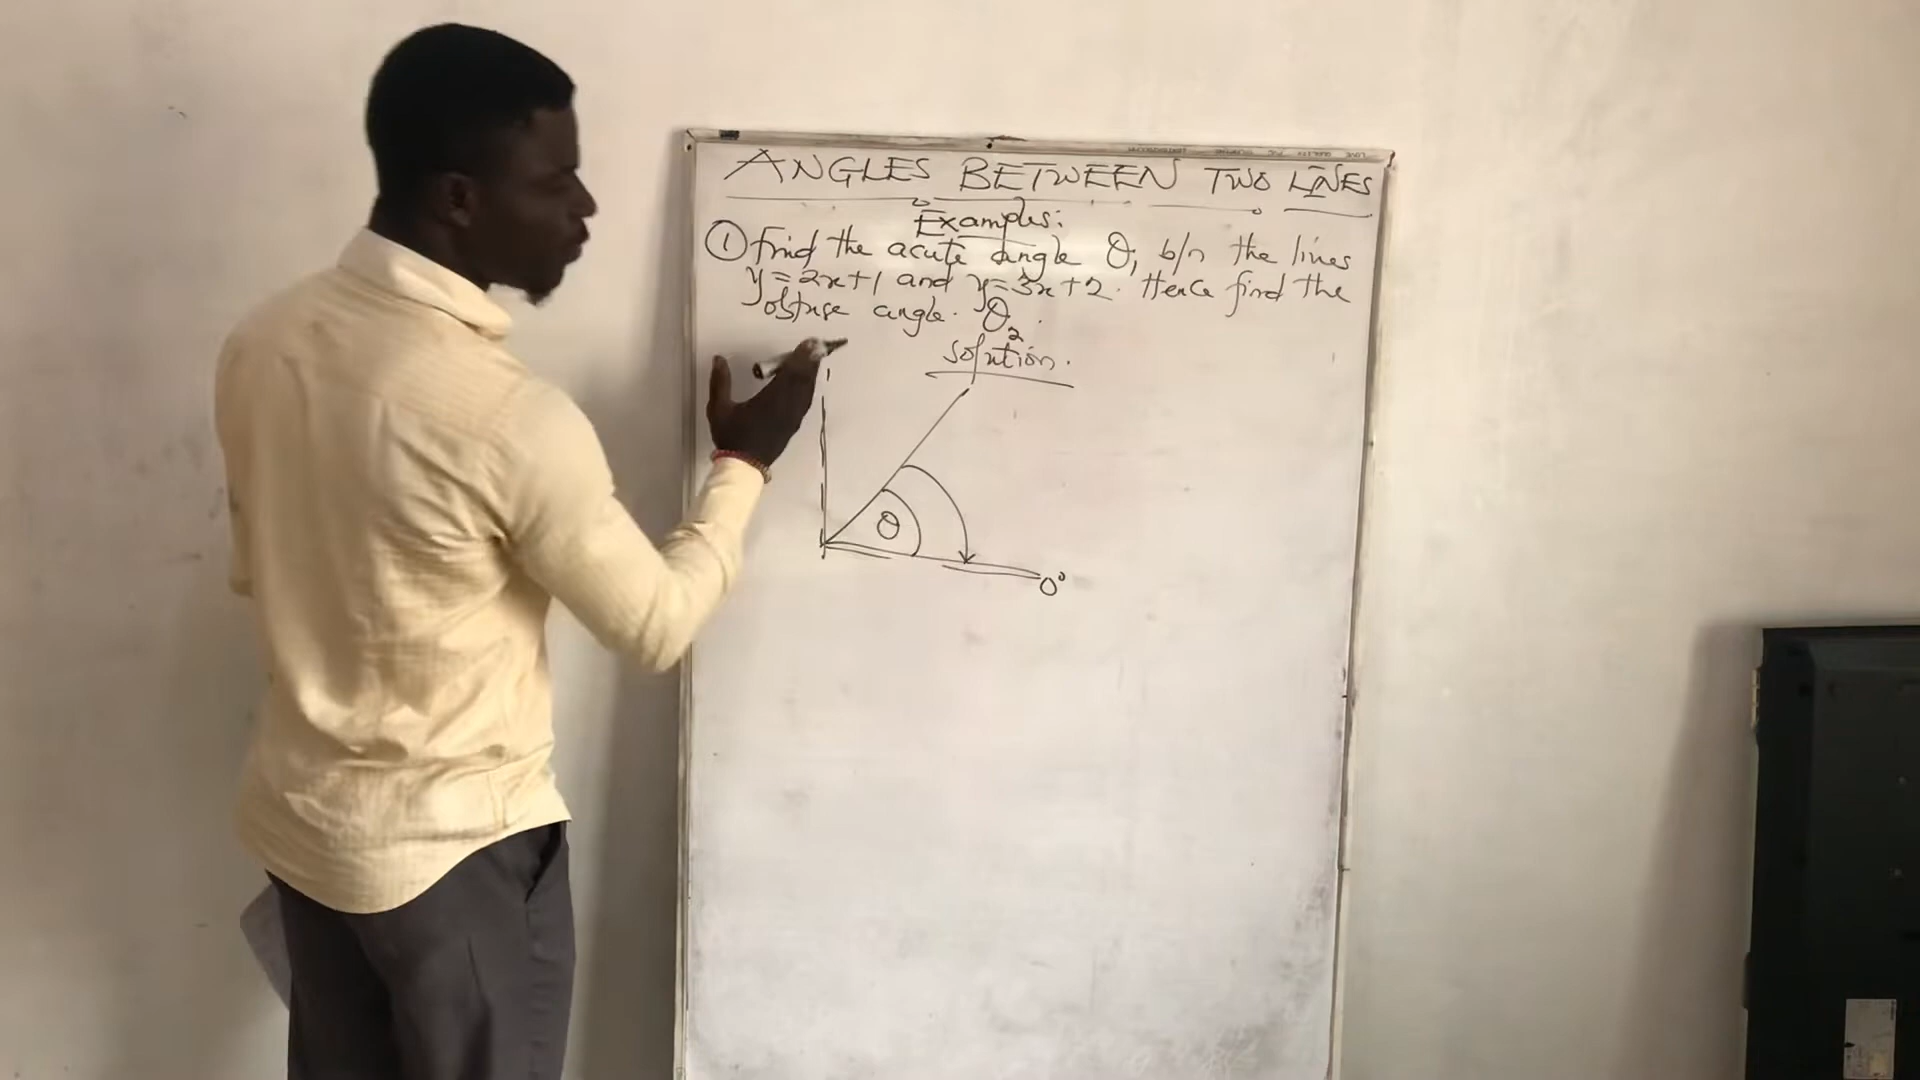 ANGLES BETWEEN TWO LINES
Examples:
① Find the acute angle θ, b/n the lines
y=2x+1 and y=3x+2. Hence find the
obtuse angle. θ2.
Solution.
θ
0°